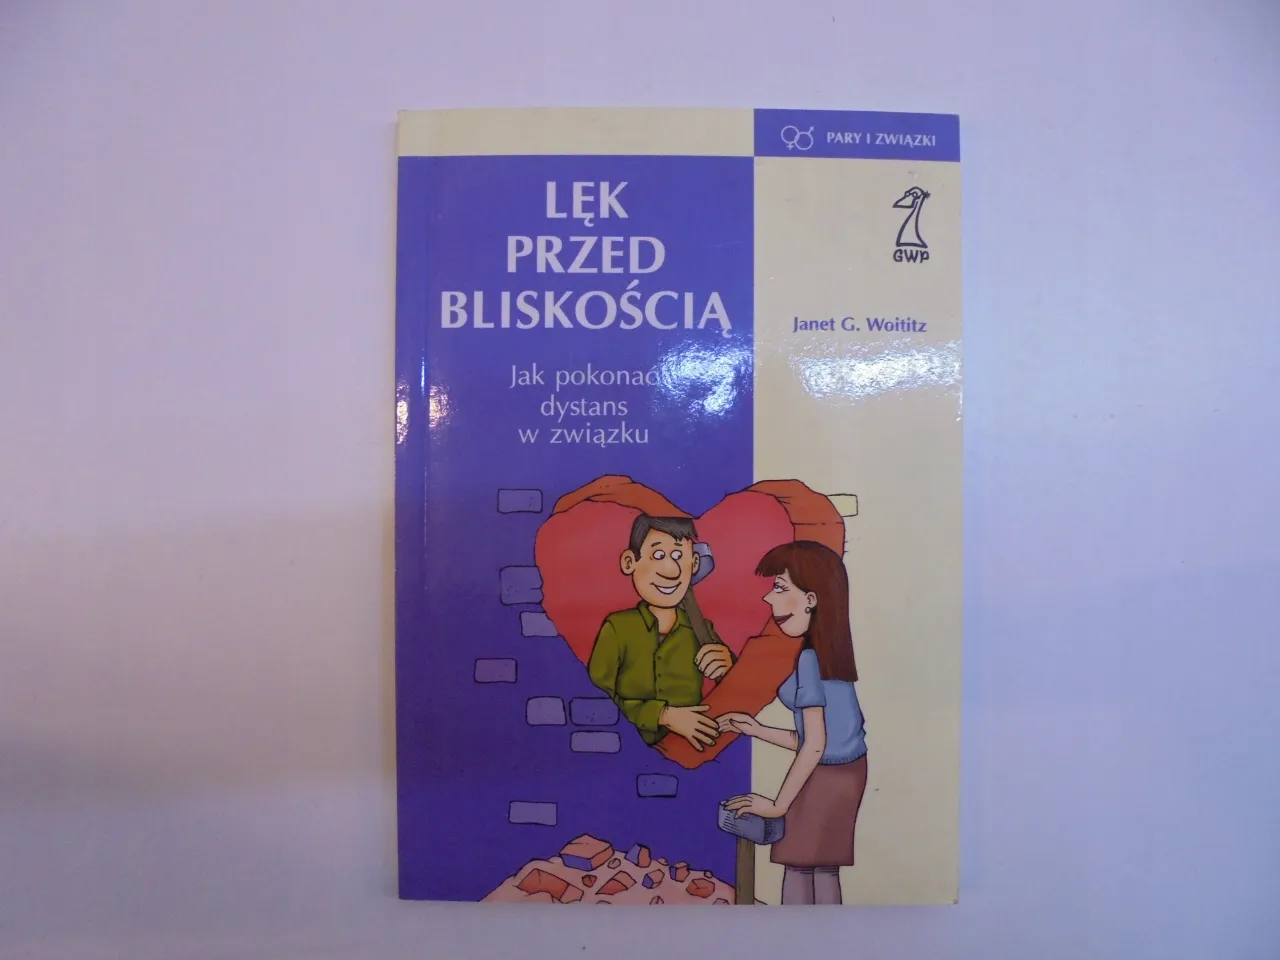 PARY I ZWIĄZKI
LĘK
PRZED
BLISKOŚCIĄ
GWP
Janet G. Woititz
Jak pokonać
dystans
w związku